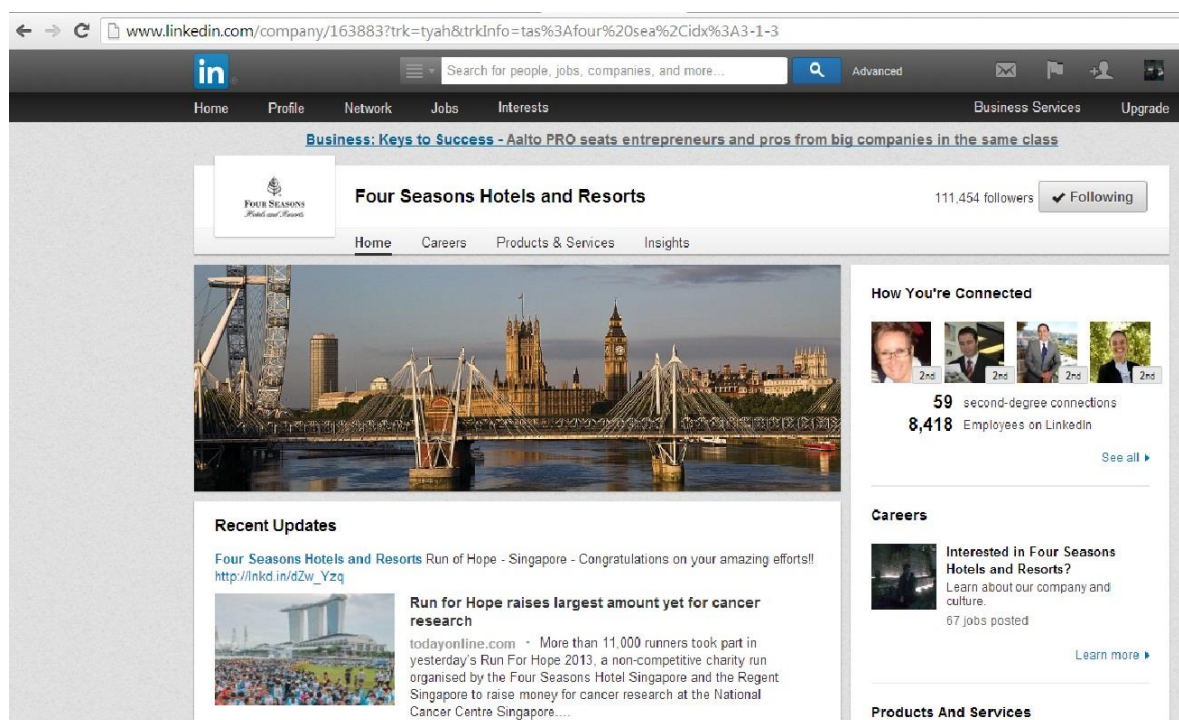 www.linkedin.com/company/163883?trk=tyah&trkInfo=tas%3Afour%20sea%2Cidx%3A3-1-3
in
Search for people, jobs, companies, and more...
Advanced
Home Profile Network Jobs Interests Business Services Upgrade
Business: Keys to Success - Aalto PRO seats entrepreneurs and pros from big companies in the same class
FOUR SEASONS
Hotels and Resorts
Four Seasons Hotels and Resorts
111,454 followers
Following
Home Careers Products & Services Insights
How You're Connected
2nd 2nd 2nd 2nd
59 second-degree connections
8,418 Employees on LinkedIn
See all
Recent Updates
Four Seasons Hotels and Resorts Run of Hope - Singapore - Congratulations on your amazing efforts!!
http://lnkd.in/dZw_Yzq
Run for Hope raises largest amount yet for cancer
research
todayonline.com · More than 11,000 runners took part in
yesterday's Run For Hope 2013, a non-competitive charity run
organised by the Four Seasons Hotel Singapore and the Regent
Singapore to raise money for cancer research at the National
Cancer Centre Singapore....
Careers
Interested in Four Seasons
Hotels and Resorts?
Learn about our company and
culture.
67 jobs posted
Learn more
Products And Services